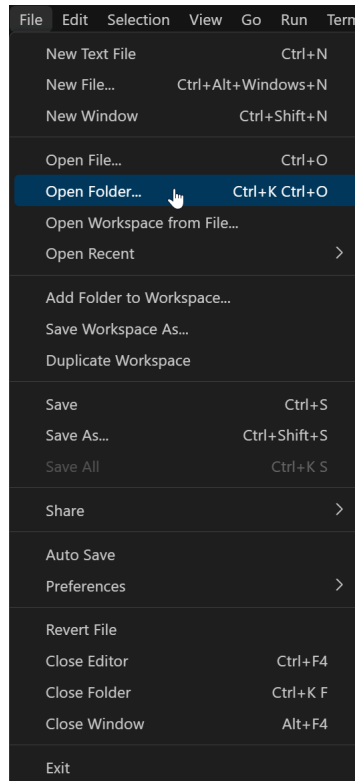 File Edit Selection View Go Run
New Text File Ctrl+N
New File... Ctrl+Alt+Windows+N
New Window Ctrl+Shift+N
Open File... Ctrl+O
Open Folder... Ctrl+K Ctrl+O
Open Workspace from File...
Open Recent
Add Folder to Workspace...
Save Workspace As...
Duplicate Workspace
Save Ctrl+S
Save As... Ctrl+Shift+S
Save All Ctrl+K S
Share
Auto Save
Preferences
Revert File
Close Editor Ctrl+F4
Close Folder Ctrl+K F
Close Window Alt+F4
Exit